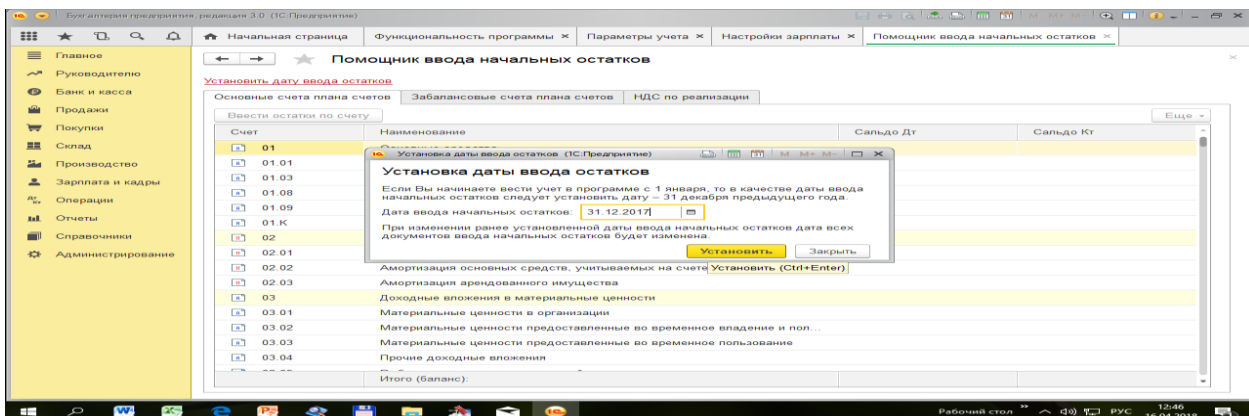 Бухгалтерия предприятия, редакция 3.0 (1С:Предприятие)
M M+ M-
Начальная страница
Функциональность программы ×
Параметры учета ×
Настройки зарплаты ×
Помощник ввода начальных остатков ×
Главное
Руководителю
Банк и касса
Продажи
Покупки
Склад
Производство
Зарплата и кадры
Операции
Отчеты
Справочники
Администрирование
Помощник ввода начальных остатков
Установить дату ввода остатков
Основные счета плана счетов
Забалансовые счета плана счетов
НДС по реализации
Ввести остатки по счету
Еще
Счет Наименование Сальдо Дт Сальдо Кт
01
01.01
01.03
01.08
01.09
01.К
02
02.01
02.02 Амортизация основных средств, учитываемых на счете
02.03 Амортизация арендованного имущества
03 Доходные вложения в материальные ценности
03.01 Материальные ценности в организации
03.02 Материальные ценности предоставленные во временное владение и пол...
03.03 Материальные ценности предоставленные во временное пользование
03.04 Прочие доходные вложения
Итого (баланс):
Установка даты ввода остатков (1С:Предприятие)
M M+ M-
Установка даты ввода остатков
Если Вы начинаете вести учет в программе с 1 января, то в качестве даты ввода
начальных остатков следует установить дату – 31 декабря предыдущего года.
Дата ввода начальных остатков: 31.12.2017
При изменении ранее установленной даты ввода начальных остатков дата всех
документов ввода начальных остатков будет изменена.
Установить
Закрыть
Установить (Ctrl+Enter)
Рабочий стол
РУС
12:46
16.04.2018